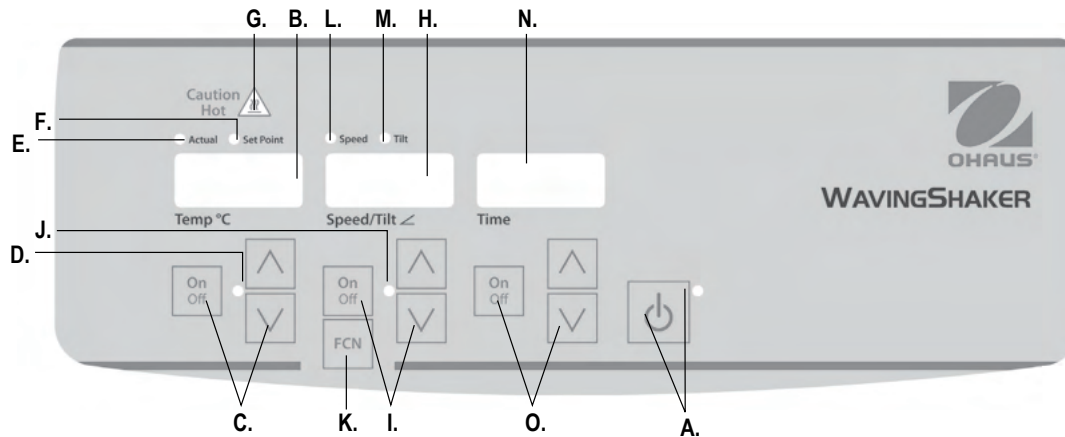 G. B. L. M. H. N.
Caution
Hot
F.
E.
Actual Set Point Speed Tilt
OHAUS®
WAVINGSHAKER
Temp °C Speed/Tilt ∠ Time
J.
D.
On
Off
On
Off
On
Off
FCN
C. K. I. O. A.